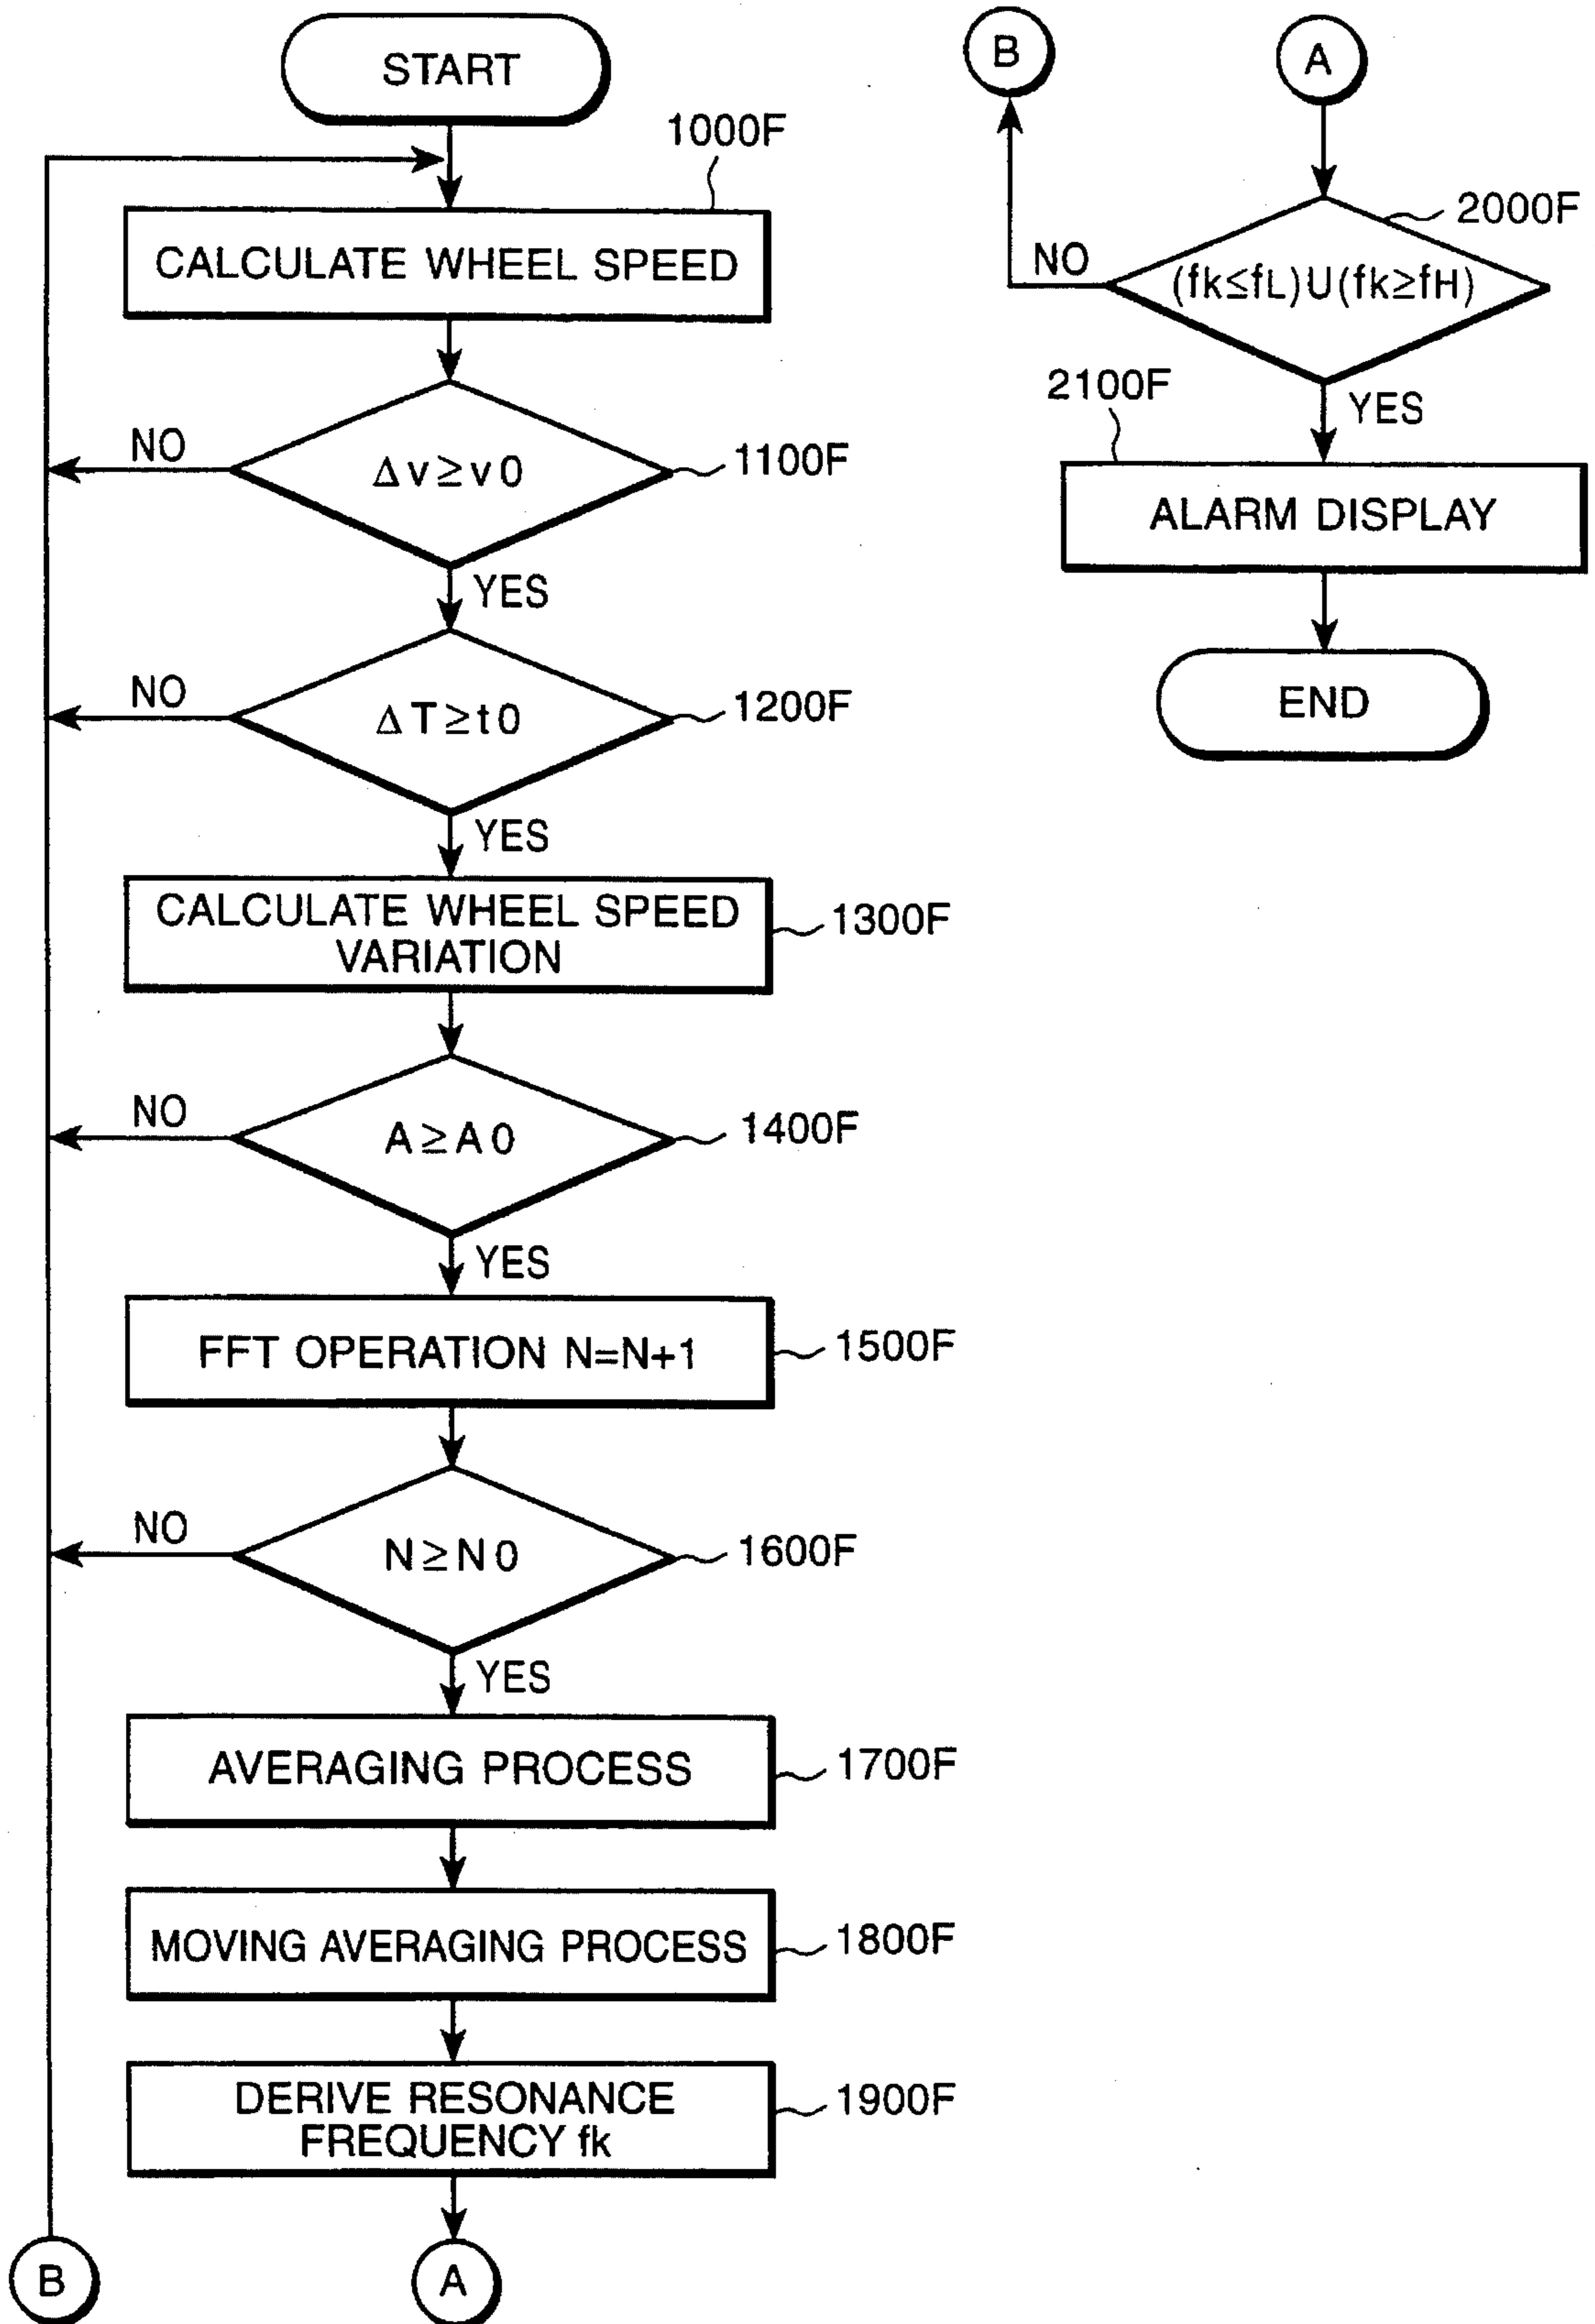 START
1000F
CALCULATE WHEEL SPEED
NO
Δv≥v0
1100F
YES
NO
ΔT≥t0
1200F
YES
CALCULATE WHEEL SPEED
VARIATION
1300F
NO
A≥A0
1400F
YES
FFT OPERATION N=N+1
1500F
NO
N≥N0
1600F
YES
AVERAGING PROCESS
1700F
MOVING AVERAGING PROCESS
1800F
DERIVE RESONANCE
FREQUENCY fk
1900F
B
A
B
A
2000F
NO
(fk≤fL)U(fk≥fH)
2100F
YES
ALARM DISPLAY
END